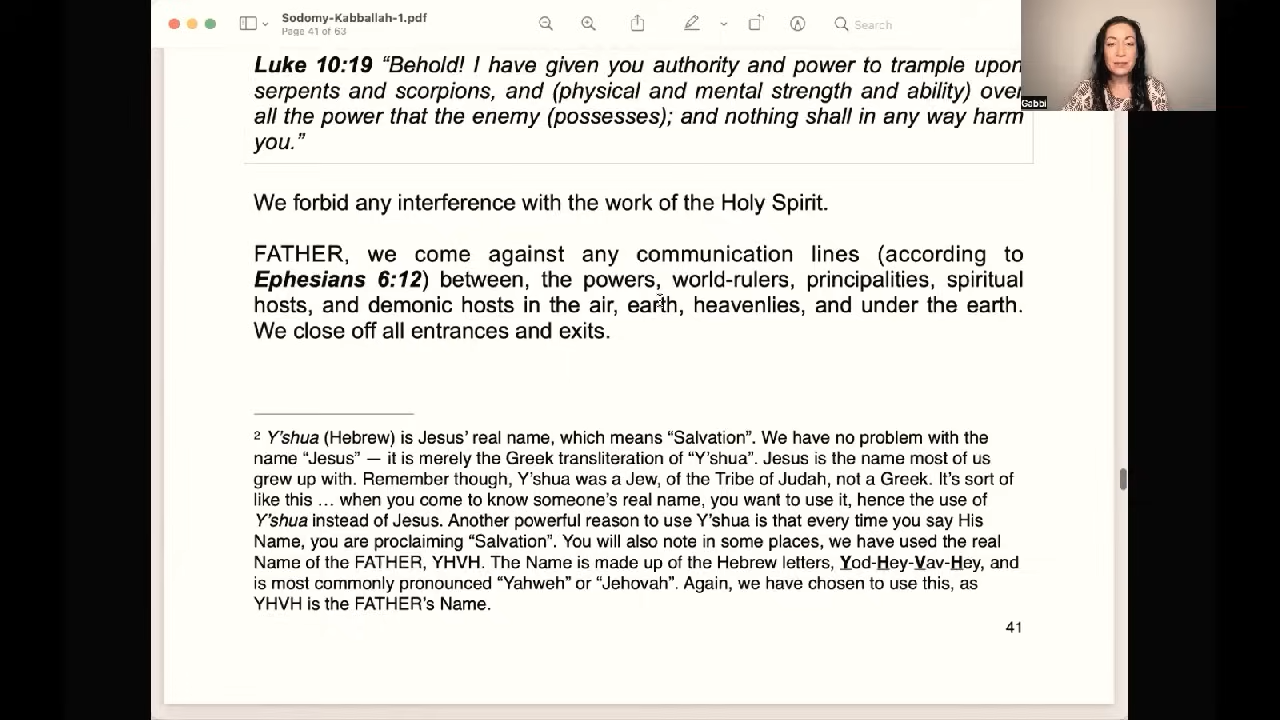 Sodomy-Kabballah-1.pdf
Page 41 of 63
Search
Gabbi
Luke 10:19 “Behold! I have given you authority and power to trample upon
serpents and scorpions, and (physical and mental strength and ability) over
all the power that the enemy (possesses); and nothing shall in any way harm
you.”
We forbid any interference with the work of the Holy Spirit.
FATHER, we come against any communication lines (according to
Ephesians 6:12) between, the powers, world-rulers, principalities, spiritual
hosts, and demonic hosts in the air, earth, heavenlies, and under the earth.
We close off all entrances and exits.
2 Y’shua (Hebrew) is Jesus’ real name, which means “Salvation”. We have no problem with the
name “Jesus” — it is merely the Greek transliteration of “Y’shua”. Jesus is the name most of us
grew up with. Remember though, Y’shua was a Jew, of the Tribe of Judah, not a Greek. It’s sort of
like this … when you come to know someone’s real name, you want to use it, hence the use of
Y’shua instead of Jesus. Another powerful reason to use Y’shua is that every time you say His
Name, you are proclaiming “Salvation”. You will also note in some places, we have used the real
Name of the FATHER, YHVH. The Name is made up of the Hebrew letters, Yod-Hey-Vav-Hey, and
is most commonly pronounced “Yahweh” or “Jehovah”. Again, we have chosen to use this, as
YHVH is the FATHER’s Name.
41